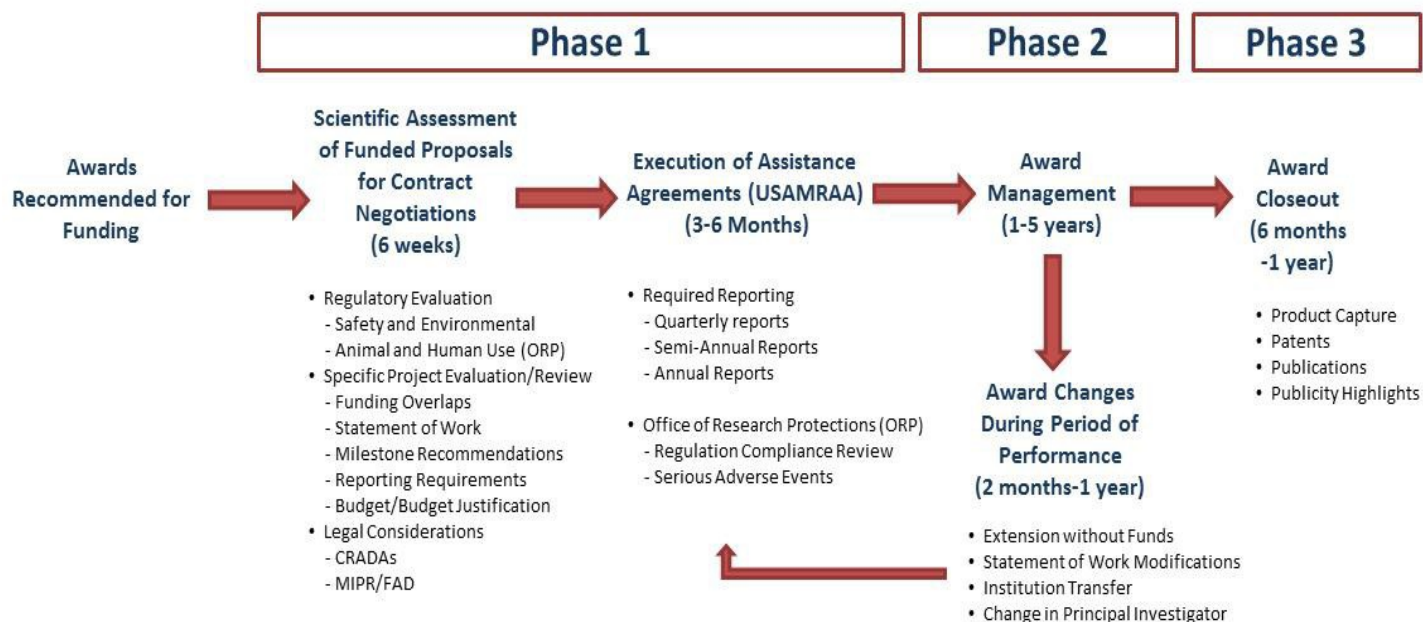 Phase 1
Phase 2
Phase 3
Awards
Recommended for
Funding
Scientific Assessment
of Funded Proposals
for Contract
Negotiations
(6 weeks)
• Regulatory Evaluation
- Safety and Environmental
- Animal and Human Use (ORP)
• Specific Project Evaluation/Review
- Funding Overlaps
- Statement of Work
- Milestone Recommendations
- Reporting Requirements
- Budget/Budget Justification
• Legal Considerations
- CRADAs
- MIPR/FAD
Execution of Assistance
Agreements (USAMRAA)
(3-6 Months)
• Required Reporting
- Quarterly reports
- Semi-Annual Reports
- Annual Reports
• Office of Research Protections (ORP)
- Regulation Compliance Review
- Serious Adverse Events
Award
Management
(1-5 years)
Award Changes
During Period of
Performance
(2 months-1 year)
• Extension without Funds
• Statement of Work Modifications
• Institution Transfer
• Change in Principal Investigator
Award
Closeout
(6 months
-1 year)
• Product Capture
• Patents
• Publications
• Publicity Highlights